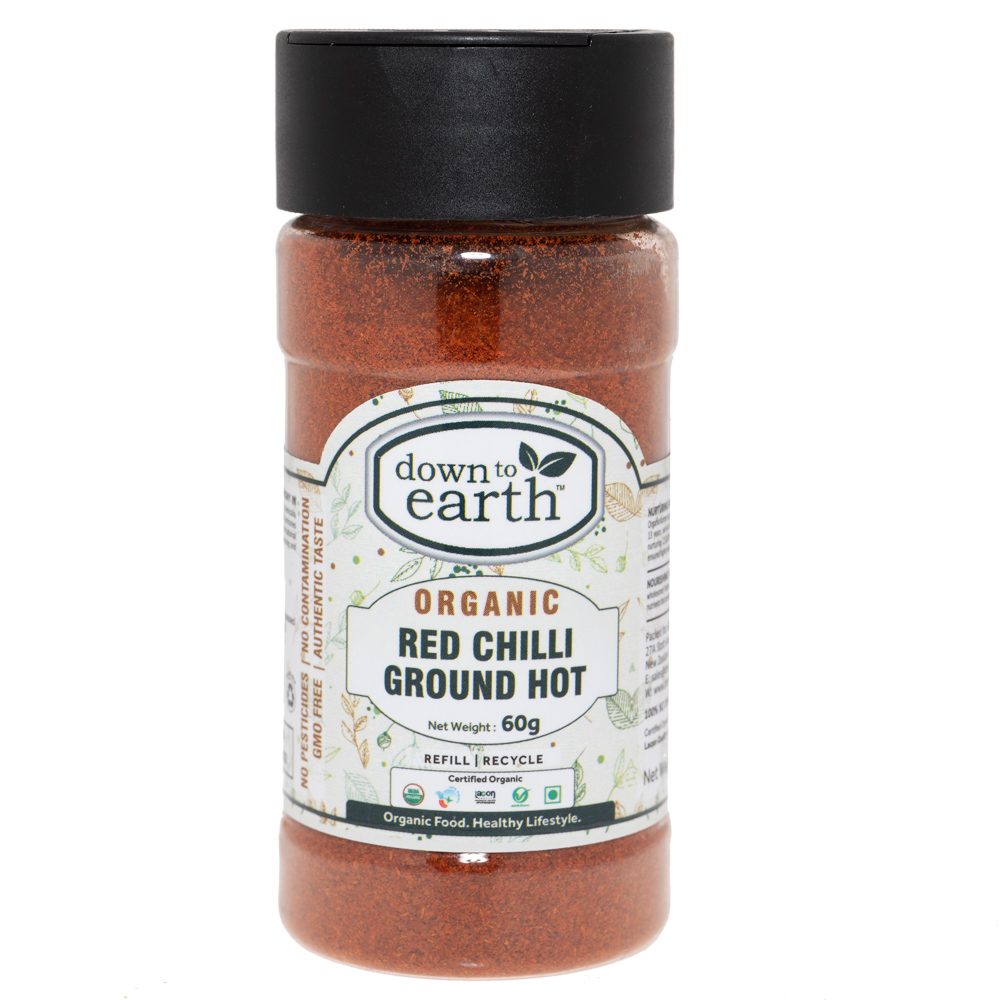 down to
earth™
ORGANIC
RED CHILLI
GROUND HOT
Net Weight: 60g
REFILL | RECYCLE
Certified Organic
Organic Food. Healthy Lifestyle.
NO PESTICIDES | NO CONTAMINATION
GMO FREE | AUTHENTIC TASTE